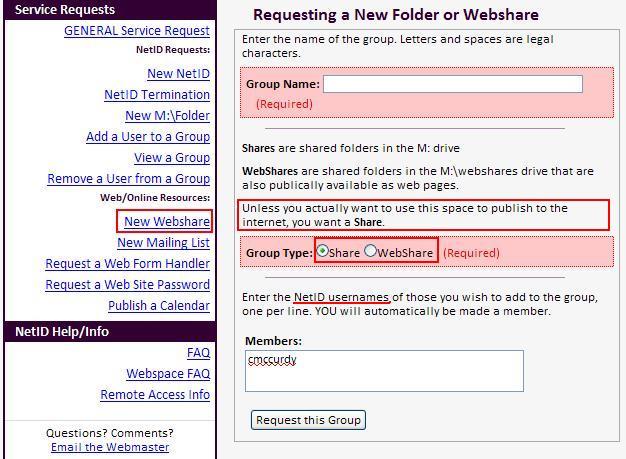 Service Requests
GENERAL Service Request
NetID Requests:
New NetID
NetID Termination
New M:\Folder
Add a User to a Group
View a Group
Remove a User from a Group
Web/Online Resources:
New Webshare
New Mailing List
Request a Web Form Handler
Request a Web Site Password
Publish a Calendar
NetID Help/Info
FAQ
Webspace FAQ
Remote Access Info
Questions? Comments?
Email the Webmaster
Requesting a New Folder or Webshare
Enter the name of the group. Letters and spaces are legal
characters.
Group Name:
(Required)
Shares are shared folders in the M: drive
WebShares are shared folders in the M:\webshares drive that are
also publically available as web pages.
Unless you actually want to use this space to publish to the
internet, you want a Share.
Group Type: Share WebShare (Required)
Enter the NetID usernames of those you wish to add to the group,
one per line. YOU will automatically be made a member.
Members:
cmccurdy
Request this Group